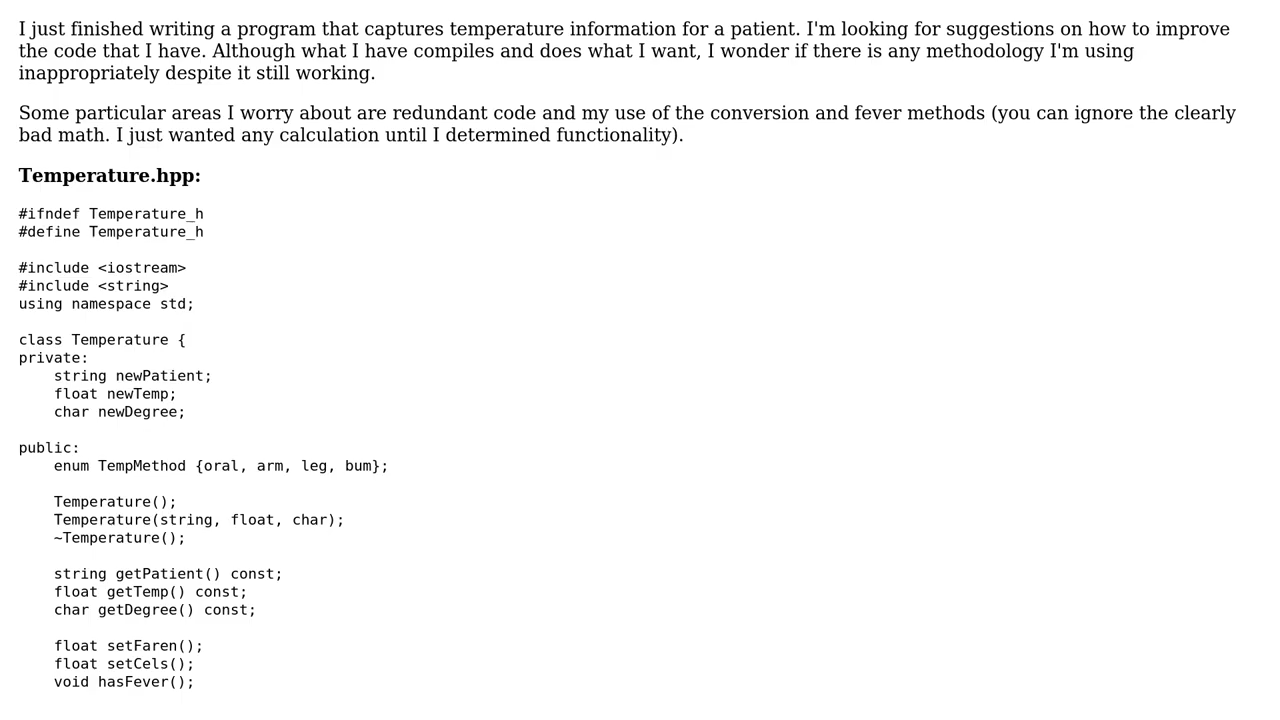 I just finished writing a program that captures temperature information for a patient. I'm looking for suggestions on how to improve
the code that I have. Although what I have compiles and does what I want, I wonder if there is any methodology I'm using
inappropriately despite it still working.
Some particular areas I worry about are redundant code and my use of the conversion and fever methods (you can ignore the clearly
bad math. I just wanted any calculation until I determined functionality).
Temperature.hpp:
#ifndef Temperature_h
#define Temperature_h
#include <iostream>
#include <string>
using namespace std;
class Temperature {
private:
    string newPatient;
    float newTemp;
    char newDegree;
public:
    enum TempMethod {oral, arm, leg, bum};
    Temperature();
    Temperature(string, float, char);
    ~Temperature();
    string getPatient() const;
    float getTemp() const;
    char getDegree() const;
    float setFaren();
    float setCels();
    void hasFever();